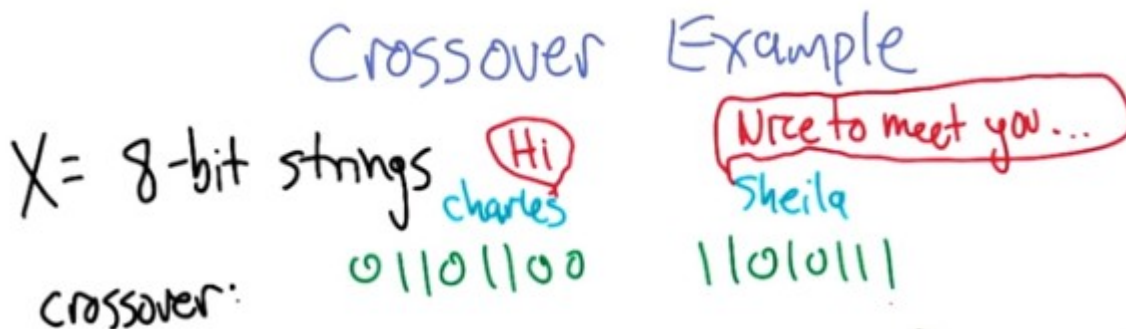 Crossover Example
Nice to meet you...
X= 8-bit strings Hi
charles Sheila
01101100 11010111
crossover: